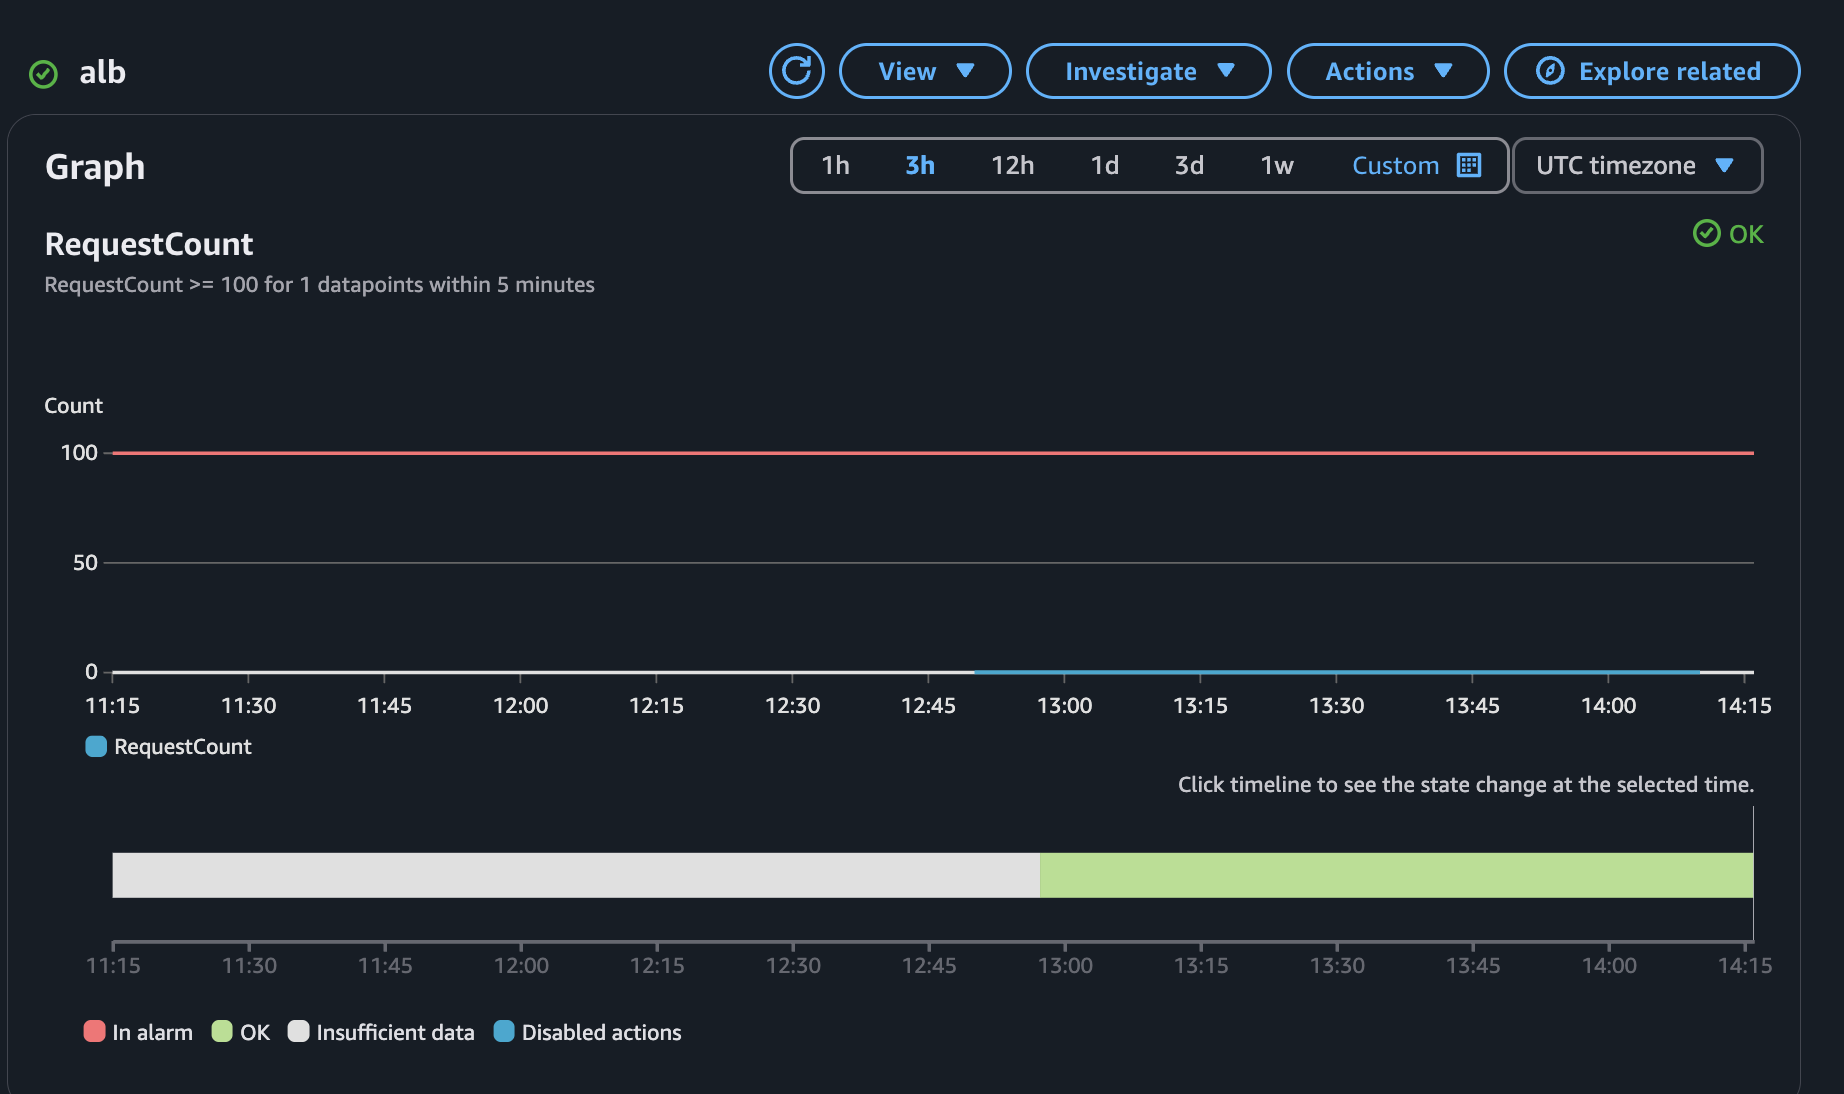 alb
View
Investigate
Actions
Explore related
Graph
1h 3h 12h 1d 3d 1w Custom
UTC timezone
RequestCount
OK
RequestCount >= 100 for 1 datapoints within 5 minutes
Count
100
50
0
11:15 11:30 11:45 12:00 12:15 12:30 12:45 13:00 13:15 13:30 13:45 14:00 14:15
RequestCount
Click timeline to see the state change at the selected time.
11:15 11:30 11:45 12:00 12:15 12:30 12:45 13:00 13:15 13:30 13:45 14:00 14:15
In alarm OK Insufficient data Disabled actions